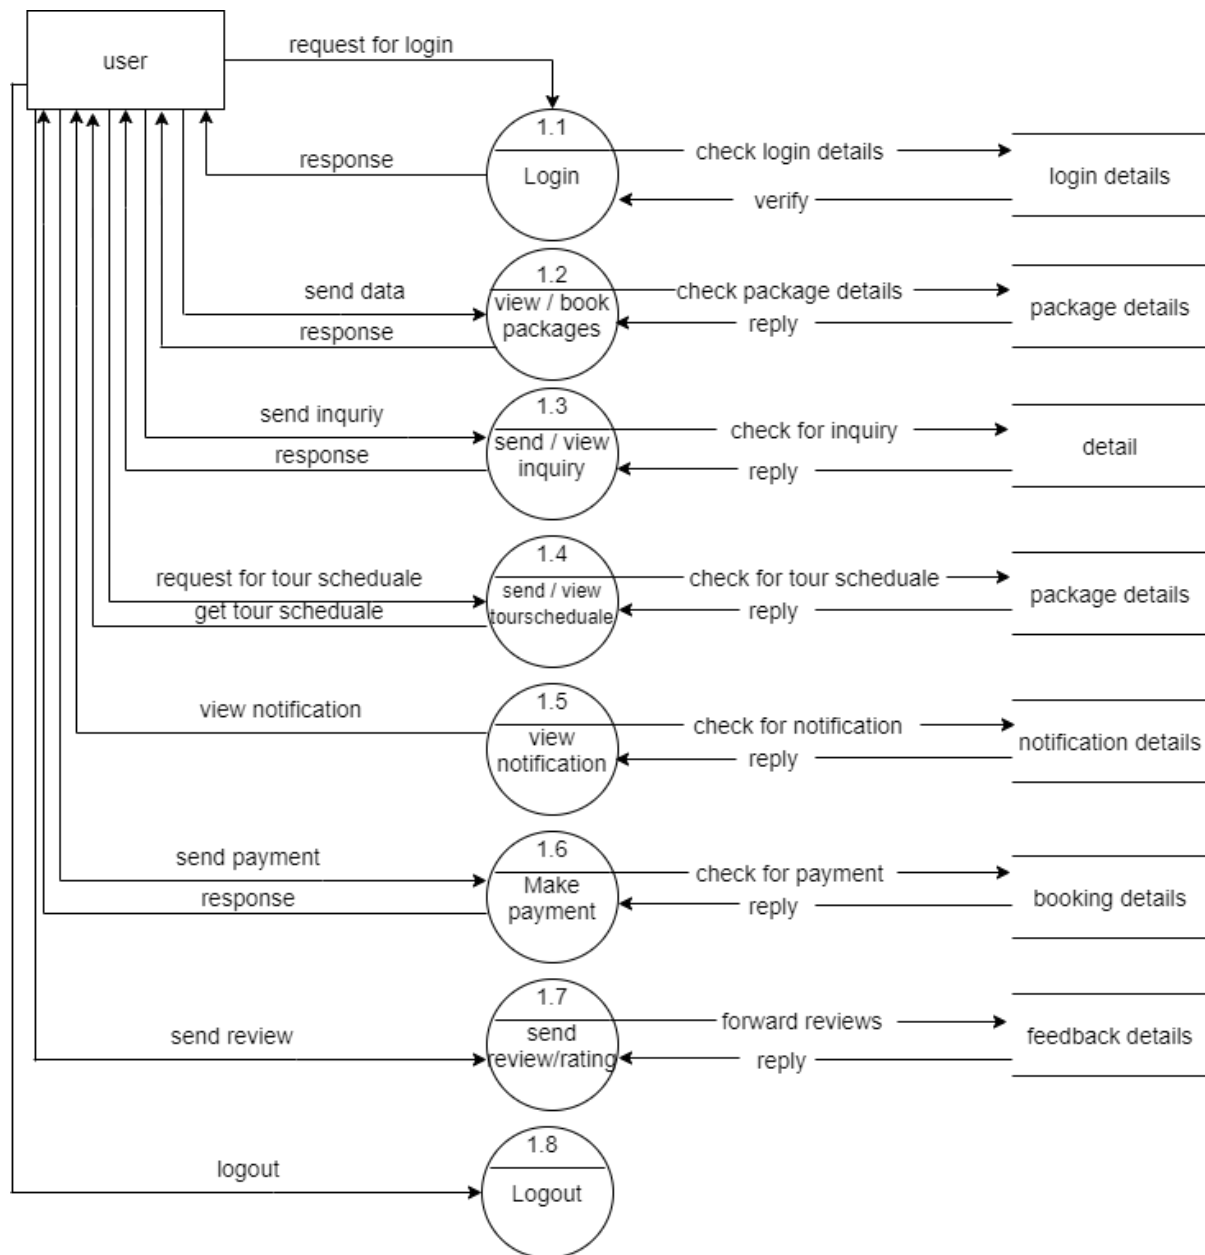 user
request for login
1.1
Login
response
check login details
verify
login details
1.2
view / book
packages
send data
response
check package details
reply
package details
1.3
send / view
inquiry
send inquriy
response
check for inquiry
reply
detail
1.4
send / view
tourscheduale
request for tour scheduale
get tour scheduale
check for tour scheduale
reply
package details
1.5
view
notification
view notification
check for notification
reply
notification details
1.6
Make
payment
send payment
response
check for payment
reply
booking details
1.7
send
review/rating
send review
forward reviews
reply
feedback details
1.8
Logout
logout